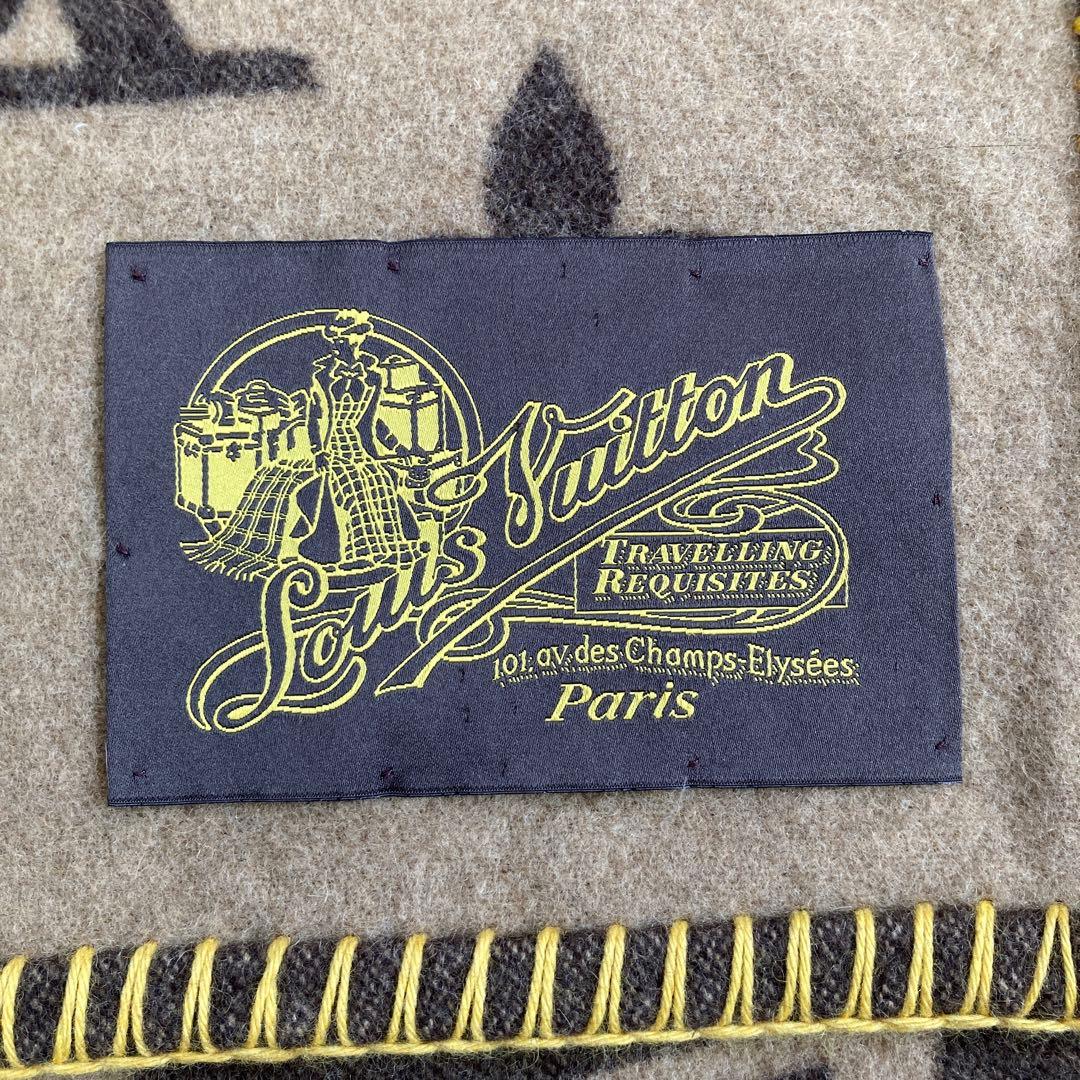 Louis Vuitton
TRAVELLING
REQUISITES
101, av. des Champs-Elysées
Paris